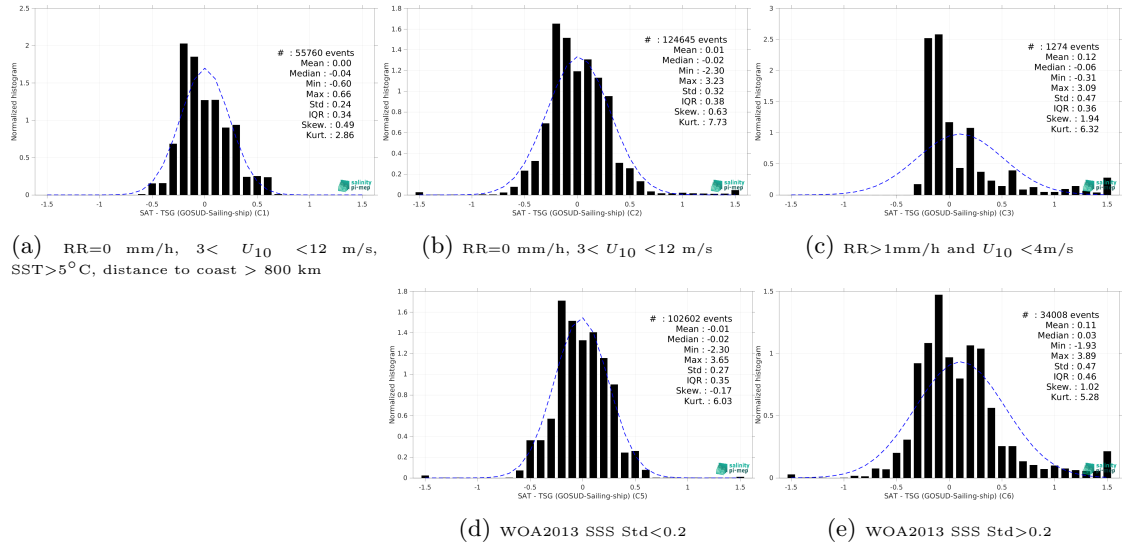 # : 55760 events
Mean : 0.00
Median : -0.04
Min : -0.60
Max : 0.66
Std : 0.24
IQR : 0.34
Skew. : 0.49
Kurt. : 2.86
Normalized histogram
2.5
2.0
1.5
1.0
0.5
0.0
-1.5 -1 -0.5 0 0.5 1 1.5
salinity
pi-mep
SAT - TSG (GOSUD-Sailing-ship) (C1)
(a) RR=0 mm/h, 3< U10 <12 m/s,
SST>5°C, distance to coast > 800 km
# : 124645 events
Mean : 0.01
Median : -0.02
Min : -2.30
Max : 3.23
Std : 0.32
IQR : 0.38
Skew. : 0.63
Kurt. : 7.73
Normalized histogram
1.8
1.6
1.4
1.2
1
0.8
0.6
0.4
0.2
0.0
-1.5 -1 -0.5 0 0.5 1 1.5
salinity
pi-mep
SAT - TSG (GOSUD-Sailing-ship) (C2)
(b) RR=0 mm/h, 3< U10 <12 m/s
# : 1274 events
Mean : 0.12
Median : -0.06
Min : -0.31
Max : 3.09
Std : 0.47
IQR : 0.36
Skew. : 1.94
Kurt. : 6.32
Normalized histogram
3
2.5
2
1.5
1
0.5
0
-1.5 -1 -0.5 0 0.5 1 1.5
salinity
pi-mep
SAT - TSG (GOSUD-Sailing-ship) (C3)
(c) RR>1mm/h and U10 <4m/s
# : 102602 events
Mean : -0.01
Median : -0.02
Min : -2.30
Max : 3.65
Std : 0.27
IQR : 0.35
Skew. : -0.17
Kurt. : 6.03
Normalized histogram
1.8
1.6
1.4
1.2
1
0.8
0.6
0.4
0.2
0
-1.5 -1 -0.5 0 0.5 1 1.5
salinity
pi-mep
SAT - TSG (GOSUD-Sailing-ship) (C5)
(d) WOA2013 SSS Std<0.2
# : 34008 events
Mean : 0.11
Median : 0.03
Min : -1.93
Max : 3.89
Std : 0.47
IQR : 0.46
Skew. : 1.02
Kurt. : 5.28
Normalized histogram
1.5
1
0.5
0
-1.5 -1 -0.5 0 0.5 1 1.5
salinity
pi-mep
SAT - TSG (GOSUD-Sailing-ship) (C6)
(e) WOA2013 SSS Std>0.2